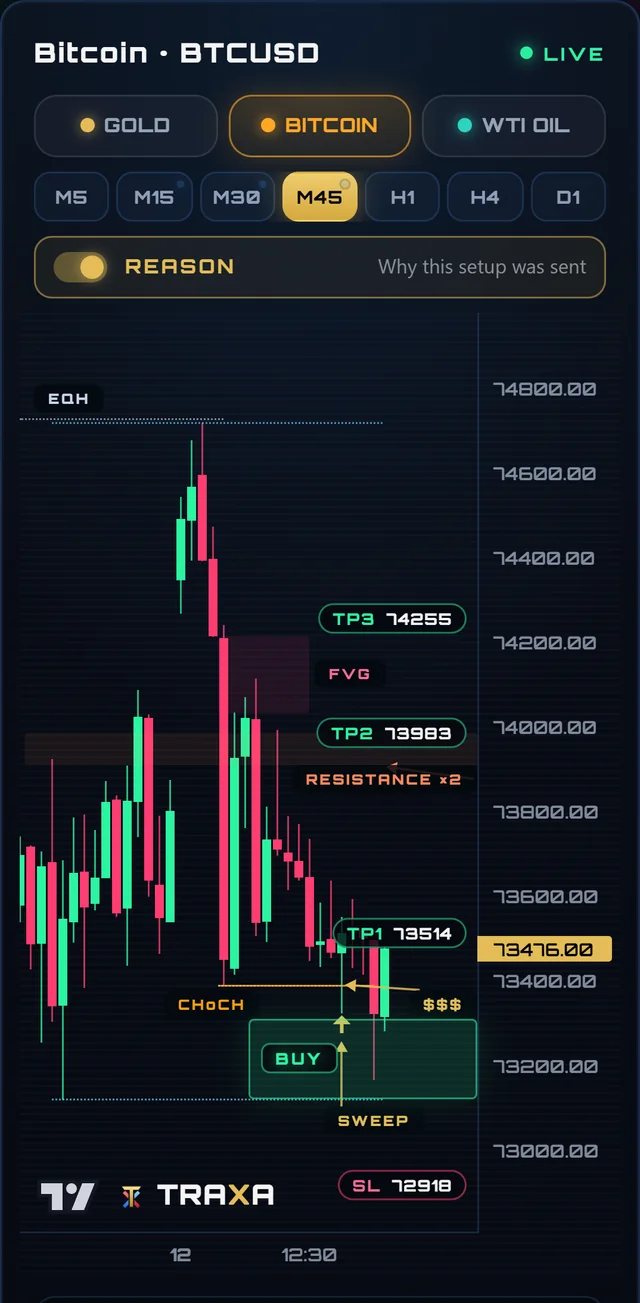 Bitcoin · BTCUSD LIVE
GOLD BITCOIN WTI OIL
M5 M15 M30 M45 H1 H4 D1
REASON Why this setup was sent
74800.00
EQH
74600.00
74400.00
TP3 74255
74200.00
FVG
74000.00
TP2 73983
RESISTANCE x2
73800.00
73600.00
TP1 73514
73476.00
73400.00
CHoCH $$$
BUY
73200.00
SWEEP
73000.00
SL 72918
TRAXA
12 12:30